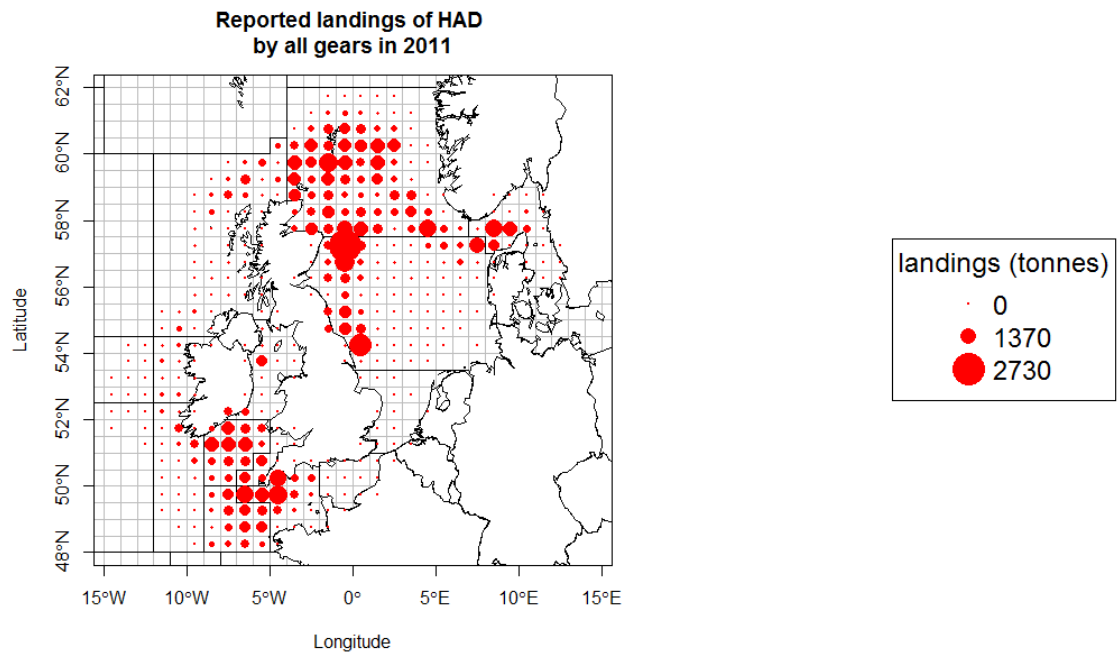 Reported landings of HAD
by all gears in 2011
62°N
60°N
58°N
56°N
54°N
52°N
50°N
48°N
Latitude
15°W
10°W
5°W
0°
5°E
10°E
15°E
Longitude
landings (tonnes)
0
1370
2730